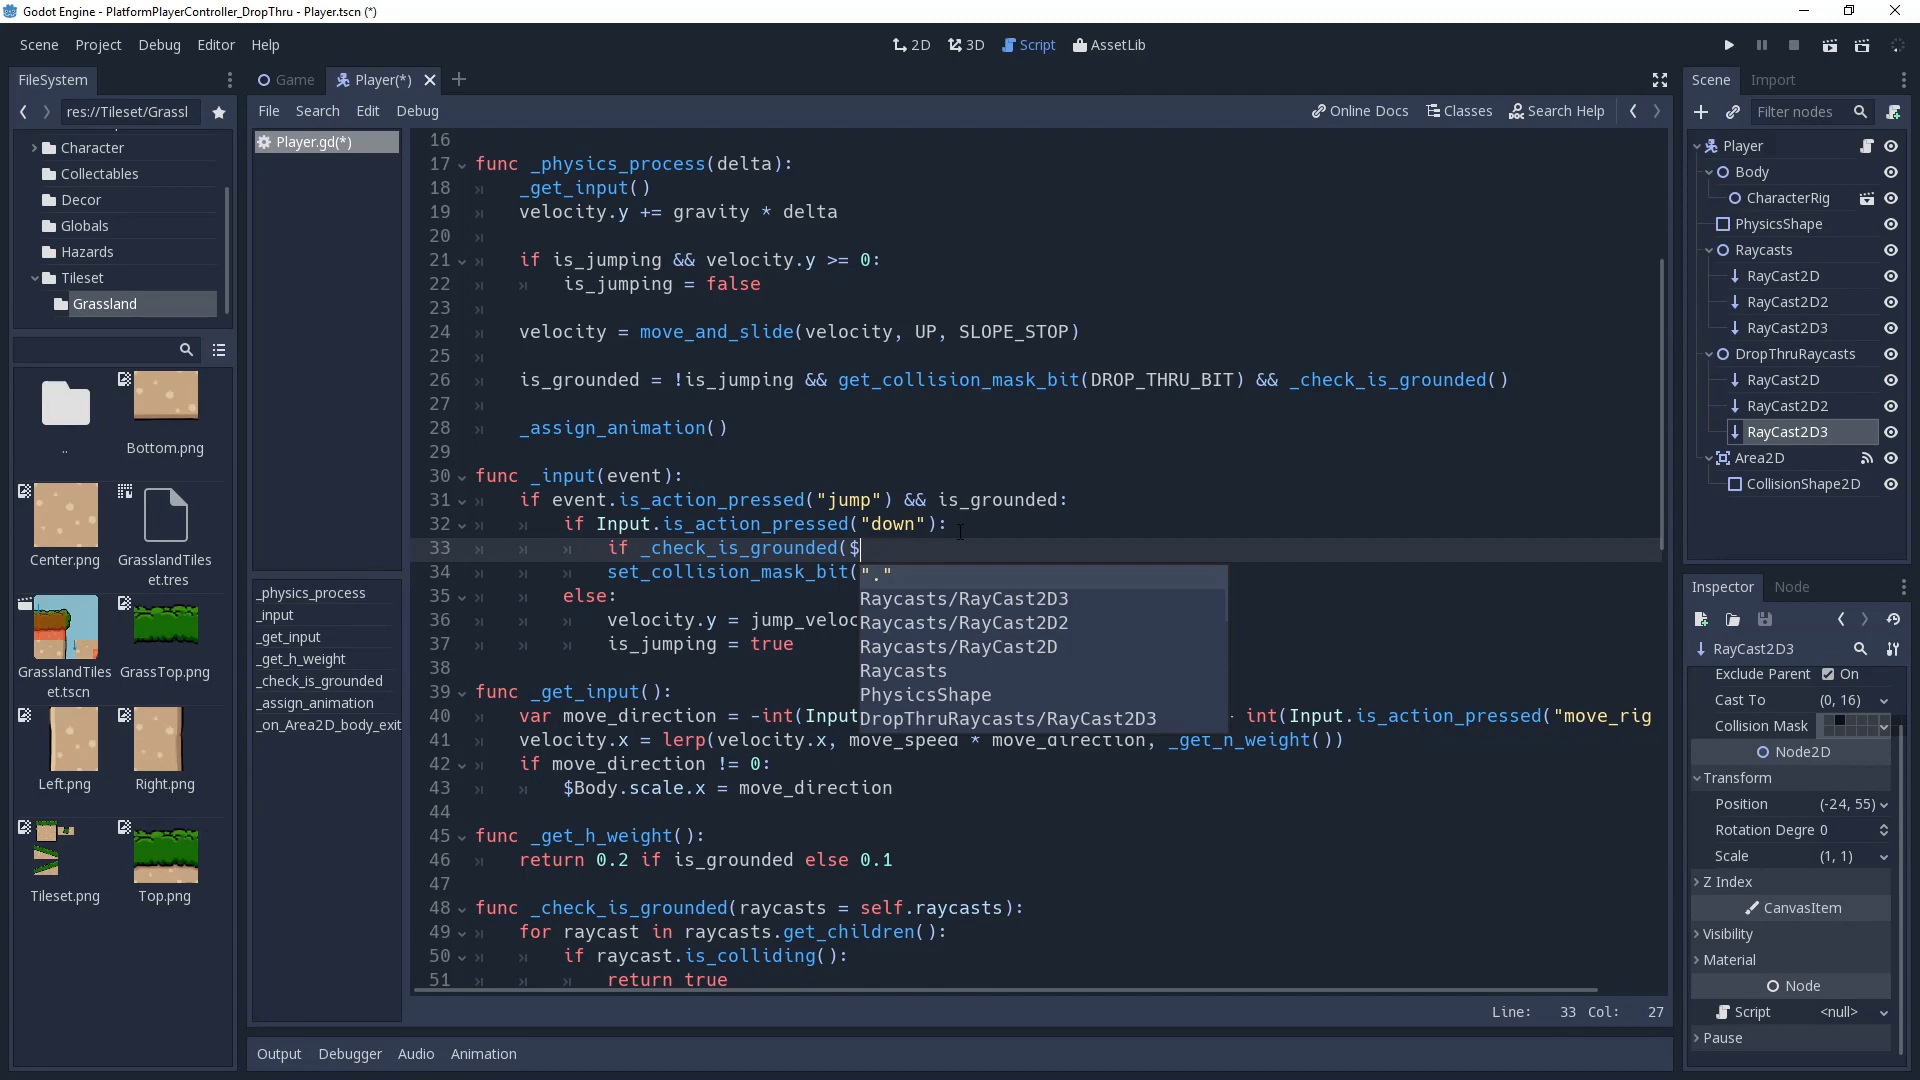 Godot Engine - PlatformPlayerController_DropThru - Player.tscn (*)
Scene Project Debug Editor Help
2D 3D Script AssetLib
FileSystem
res://Tileset/Grassl
Character
Collectables
Decor
Globals
Hazards
Tileset
Grassland
..
Bottom.png
Center.png
GrasslandTiles
et.tres
GrasslandTiles
et.tscn
GrassTop.png
Left.png
Right.png
Tileset.png
Top.png
Game
Player(*)
File Search Edit Debug
Online Docs Classes Search Help
Player.gd(*)
_physics_process
_input
_get_input
_get_h_weight
_check_is_grounded
_assign_animation
_on_Area2D_body_exit
16
17 func _physics_process(delta):
18 _get_input()
19 velocity.y += gravity * delta
20
21 if is_jumping && velocity.y >= 0:
22 is_jumping = false
23
24 velocity = move_and_slide(velocity, UP, SLOPE_STOP)
25
26 is_grounded = !is_jumping && get_collision_mask_bit(DROP_THRU_BIT) && _check_is_grounded()
27
28 _assign_animation()
29
30 func _input(event):
31 if event.is_action_pressed("jump") && is_grounded:
32 if Input.is_action_pressed("down"):
33 if _check_is_grounded($
34 set_collision_mask_bit(
35 else:
36 velocity.y = jump_veloc
37 is_jumping = true
38
39 func _get_input():
40 var move_direction = -int(Input - int(Input.is_action_pressed("move_rig
41 velocity.x = lerp(velocity.x, move_speed * move_direction, _get_h_weight())
42 if move_direction != 0:
43 $Body.scale.x = move_direction
44
45 func _get_h_weight():
46 return 0.2 if is_grounded else 0.1
47
48 func _check_is_grounded(raycasts = self.raycasts):
49 for raycast in raycasts.get_children():
50 if raycast.is_colliding():
51 return true
"."
Raycasts/RayCast2D3
Raycasts/RayCast2D2
Raycasts/RayCast2D
Raycasts
PhysicsShape
DropThruRaycasts/RayCast2D3
Line: 33 Col: 27
Output Debugger Audio Animation
Scene Import
Filter nodes
Player
Body
CharacterRig
PhysicsShape
Raycasts
RayCast2D
RayCast2D2
RayCast2D3
DropThruRaycasts
RayCast2D
RayCast2D2
RayCast2D3
Area2D
CollisionShape2D
Inspector Node
RayCast2D3
Exclude Parent On
Cast To (0, 16)
Collision Mask
Node2D
Transform
Position (-24, 55)
Rotation Degre 0
Scale (1, 1)
Z Index
CanvasItem
Visibility
Material
Node
Script <null>
Pause